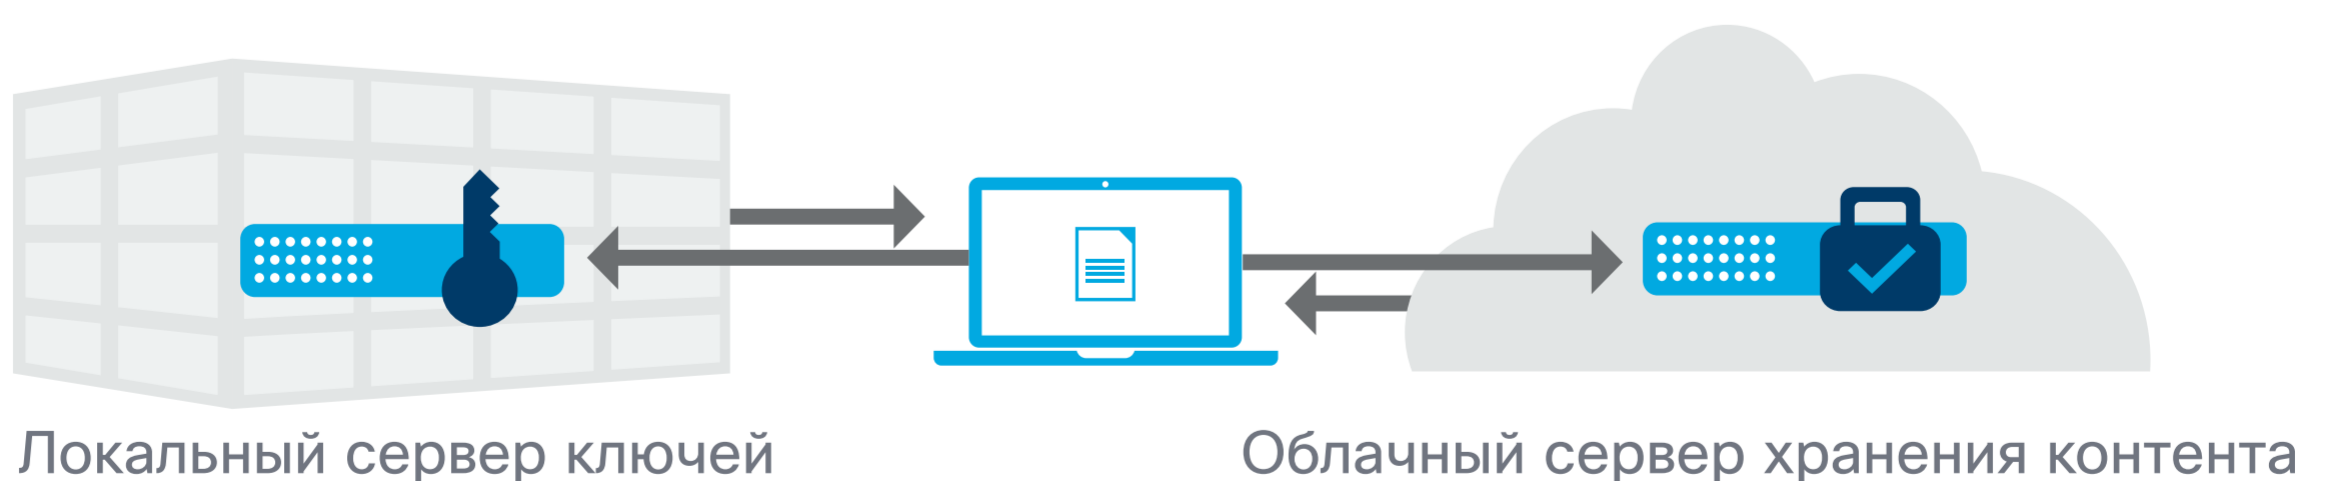 Локальный сервер ключей
Облачный сервер хранения контента